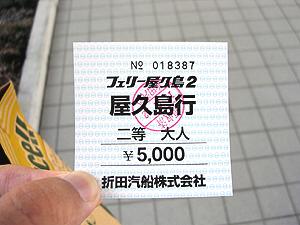 № 018387
フェリー屋久島2
屋久島行
二等 大人
￥5,000
折田汽船株式会社